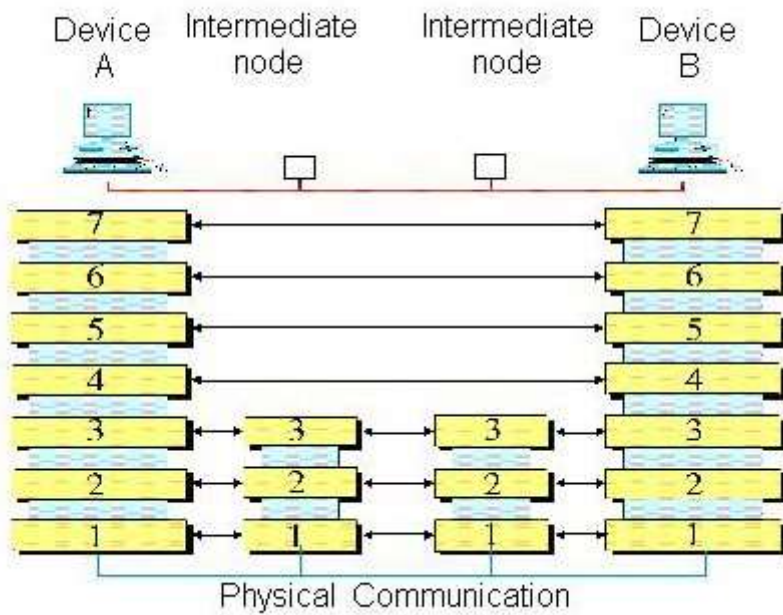 Device A
Intermediate node
Intermediate node
Device B
7 7
6 6
5 5
4 4
3 3 3 3
2 2 2 2
1 1 1 1
Physical Communication